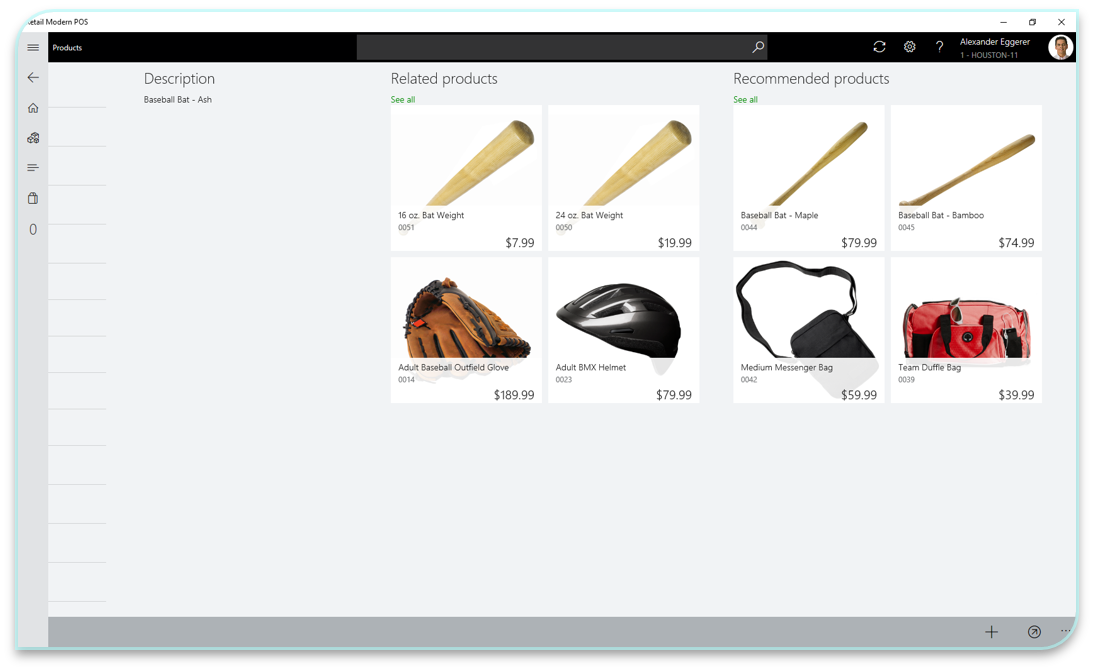 etail Modern POS
Products
Alexander Eggerer
1 - HOUSTON-11
0
Description
Baseball Bat - Ash
Related products
See all
16 oz. Bat Weight
0051
$7.99
24 oz. Bat Weight
0050
$19.99
Adult Baseball Outfield Glove
0014
$189.99
Adult BMX Helmet
0023
$79.99
Recommended products
See all
Baseball Bat - Maple
0044
$79.99
Baseball Bat - Bamboo
0045
$74.99
Medium Messenger Bag
0042
$59.99
Team Duffle Bag
0039
$39.99